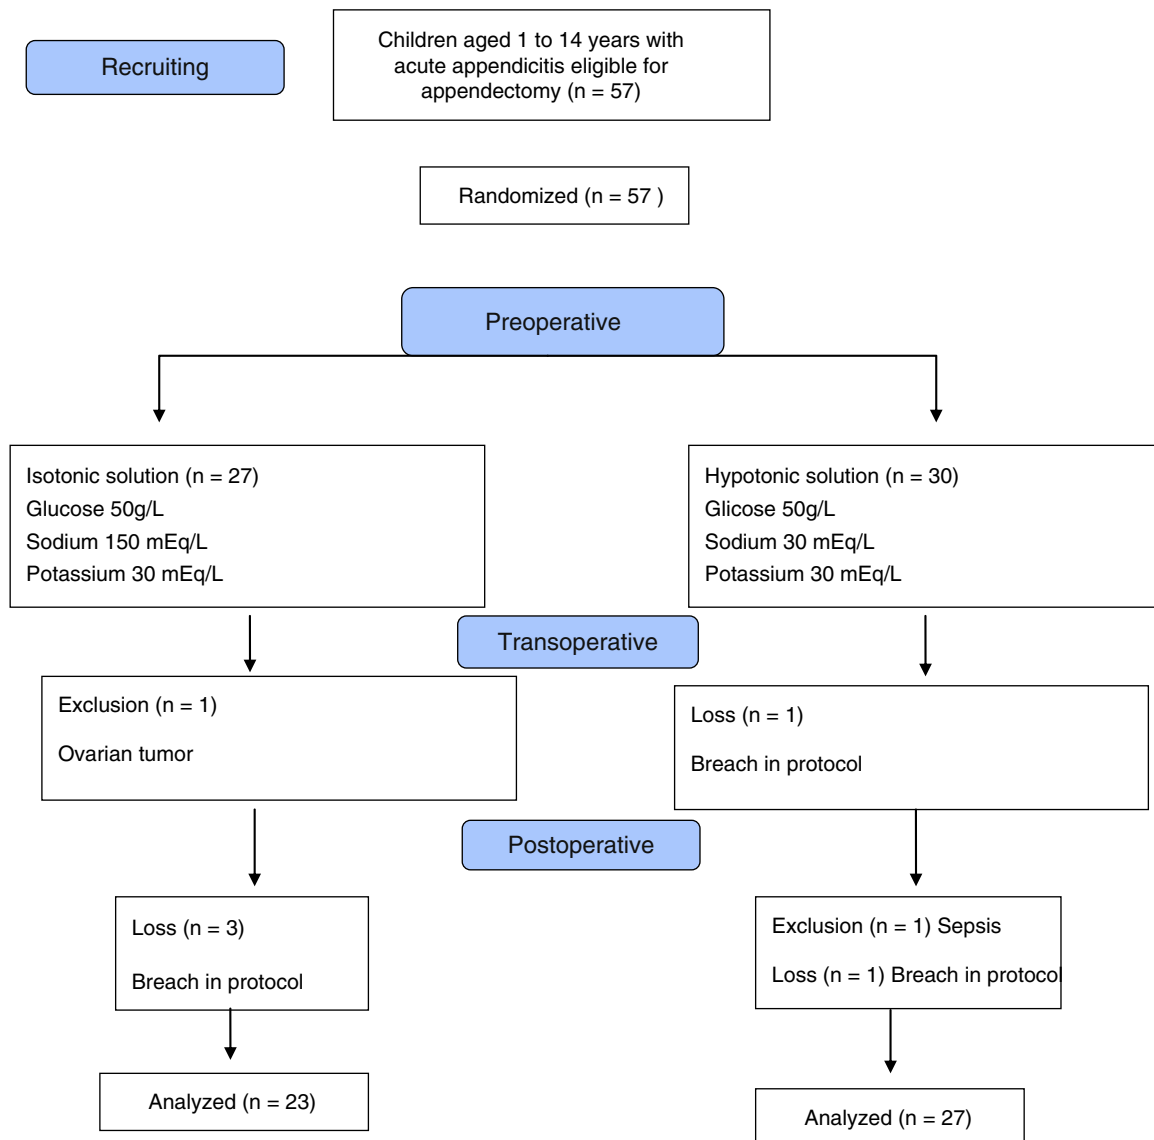 Recruiting
Children aged 1 to 14 years with
acute appendicitis eligible for
appendectomy (n = 57)
Randomized (n = 57 )
Preoperative
Isotonic solution (n = 27)
Glucose 50g/L
Sodium 150 mEq/L
Potassium 30 mEq/L
Hypotonic solution (n = 30)
Glicose 50g/L
Sodium 30 mEq/L
Potassium 30 mEq/L
Transoperative
Exclusion (n = 1)
Ovarian tumor
Loss (n = 1)
Breach in protocol
Postoperative
Loss (n = 3)
Breach in protocol
Exclusion (n = 1) Sepsis
Loss (n = 1) Breach in protocol
Analyzed (n = 23)
Analyzed (n = 27)